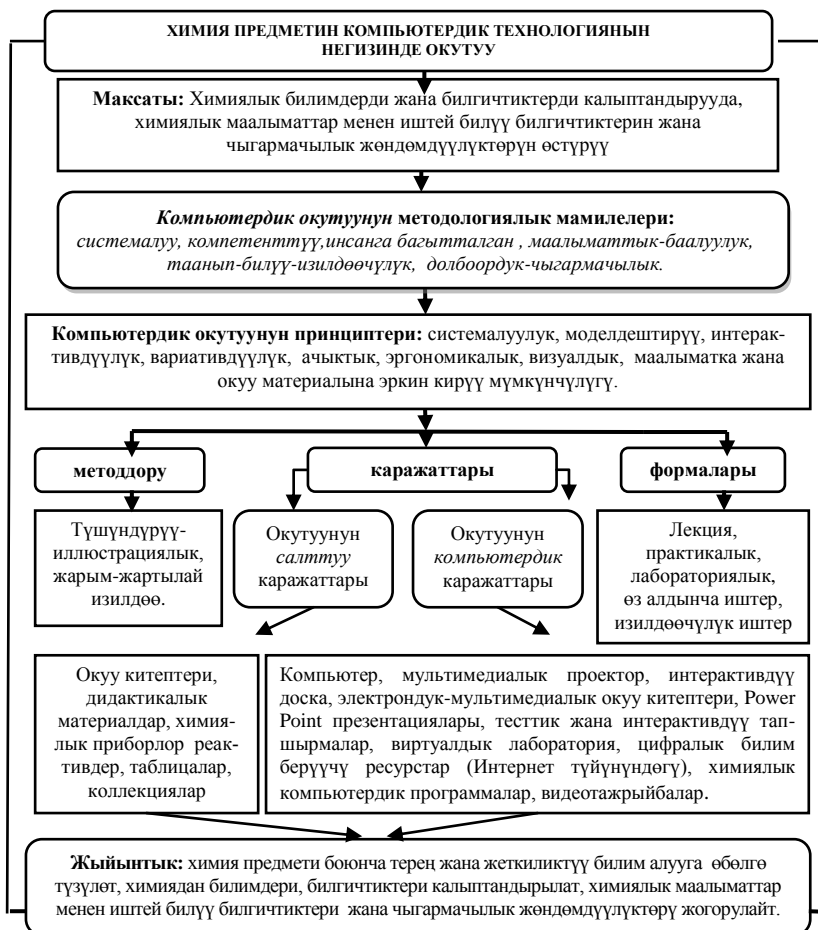 ХИМИЯ ПРЕДМЕТИН КОМПЬЮТЕРДИК ТЕХНОЛОГИЯНЫН
НЕГИЗИНДЕ ОКУТУУ
Максаты: Химиялык билимдерди жана билгичтиктерди калыптандырууда,
химиялык маалыматтар менен иштей билүү билгичтиктерин жана
чыгармачылык жөндөмдүүлүктөрүн өстүрүү
Компьютердик окутуунун методологиялык мамилелери:
системалуу, компетенттүү,инсанга багытталган , маалыматтык-баалуулук,
таанып-билүү-изилдөөчүлүк, долбоордук-чыгармачылык.
Компьютердик окутуунун принциптери: системалуулук, моделдештирүү, интерак-
тивдүүлүк, вариативдүүлүк, ачыктык, эргономикалык, визуалдык, маалыматка жана
окуу материалына эркин кирүү мүмкүнчүлүгү.
методдору
каражаттары
формалары
Түшүндүрүү-
иллюстрациялык,
жарым-жартылай
изилдөө.
Окутуунун
салттуу
каражаттары
Окутуунун
компьютердик
каражаттары
Лекция,
практикалык,
лабораториялык,
өз алдынча иштер,
изилдөөчүлүк иштер
Окуу китептери,
дидактикалык
материалдар, химия-
лык приборлор реак-
тивдер, таблицалар,
коллекциялар
Компьютер, мультимедиалык проектор, интерактивдүү
доска, электрондук-мультимедиалык окуу китептери, Power
Point презентациялары, тесттик жана интерактивдүү тап-
шырмалар, виртуалдык лаборатория, цифралык билим
берүүчү ресурстар (Интернет түйүнүндөгү), химиялык
компьютердик программалар, видеотажрыйбалар.
Жыйынтык: химия предмети боюнча терең жана жеткиликтүү билим алууга өбөлгө
түзүлөт, химиядан билимдери, билгичтиктери калыптандырылат, химиялык маалыматтар
менен иштей билүү билгичтиктери жана чыгармачылык жөндөмдүүлүктөрү жогорулайт.